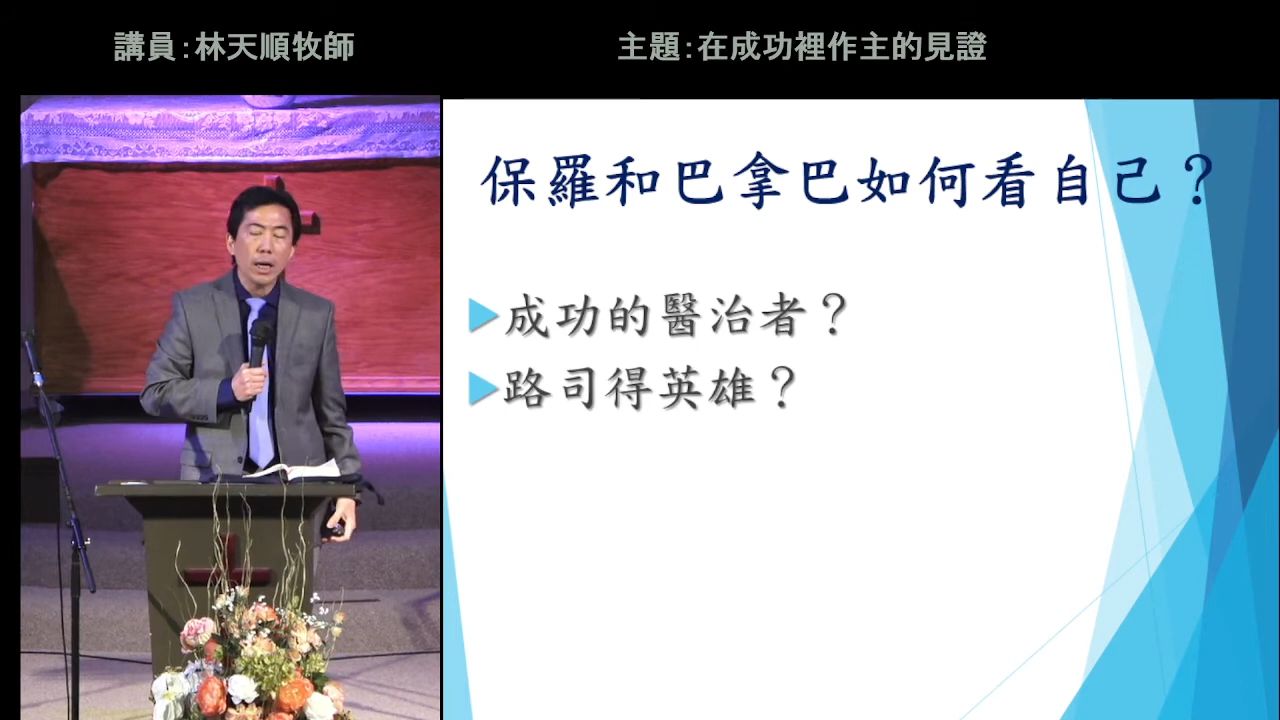 講員:林天順牧師
主題:在成功裡作主的見證
保羅和巴拿巴如何看自己？
成功的醫治者？
路司得英雄？